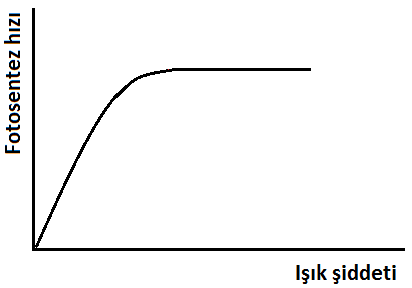 Fotosentez hızı
Işık şiddeti